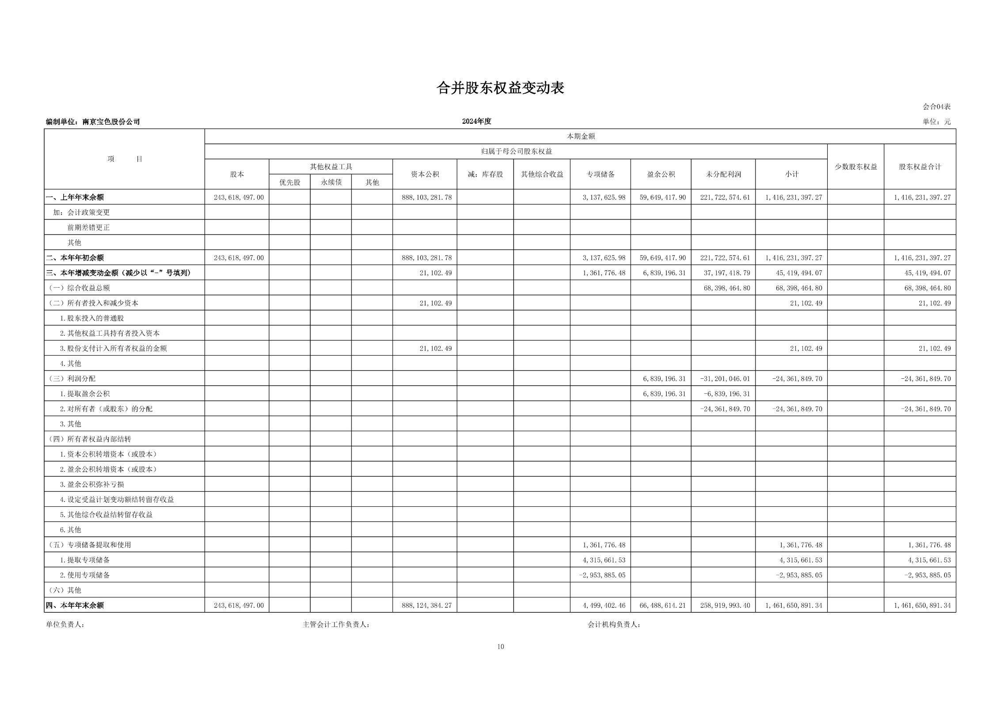 合并股东权益变动表
会合04表
编制单位：南京宝色股份公司 2024年度 单位：元
项 目 本期金额
归属于母公司股东权益 少数股东权益 股东权益合计
股本 其他权益工具 资本公积 减：库存股 其他综合收益 专项储备 盈余公积 未分配利润 小计
优先股 永续债 其他
一、上年年末余额 243,618,497.00 888,103,281.78 3,137,625.98 59,649,417.90 221,722,574.61 1,416,231,397.27 1,416,231,397.27
加：会计政策变更
前期差错更正
其他
二、本年年初余额 243,618,497.00 888,103,281.78 3,137,625.98 59,649,417.90 221,722,574.61 1,416,231,397.27 1,416,231,397.27
三、本年增减变动金额（减少以“-”号填列） 21,102.49 1,361,776.48 6,839,196.31 37,197,418.79 45,419,494.07 45,419,494.07
（一）综合收益总额 68,398,464.80 68,398,464.80 68,398,464.80
（二）所有者投入和减少资本 21,102.49 21,102.49 21,102.49
1.股东投入的普通股
2.其他权益工具持有者投入资本
3.股份支付计入所有者权益的金额 21,102.49 21,102.49 21,102.49
4.其他
（三）利润分配 6,839,196.31 -31,201,046.01 -24,361,849.70 -24,361,849.70
1.提取盈余公积 6,839,196.31 -6,839,196.31
2.对所有者（或股东）的分配 -24,361,849.70 -24,361,849.70 -24,361,849.70
3.其他
（四）所有者权益内部结转
1.资本公积转增资本（或股本）
2.盈余公积转增资本（或股本）
3.盈余公积弥补亏损
4.设定受益计划变动额结转留存收益
5.其他综合收益结转留存收益
6.其他
（五）专项储备提取和使用 1,361,776.48 1,361,776.48 1,361,776.48
1.提取专项储备 4,315,661.53 4,315,661.53 4,315,661.53
2.使用专项储备 -2,953,885.05 -2,953,885.05 -2,953,885.05
（六）其他
四、本年年末余额 243,618,497.00 888,124,384.27 4,499,402.46 66,488,614.21 258,919,993.40 1,461,650,891.34 1,461,650,891.34
单位负责人： 主管会计工作负责人： 会计机构负责人：
10